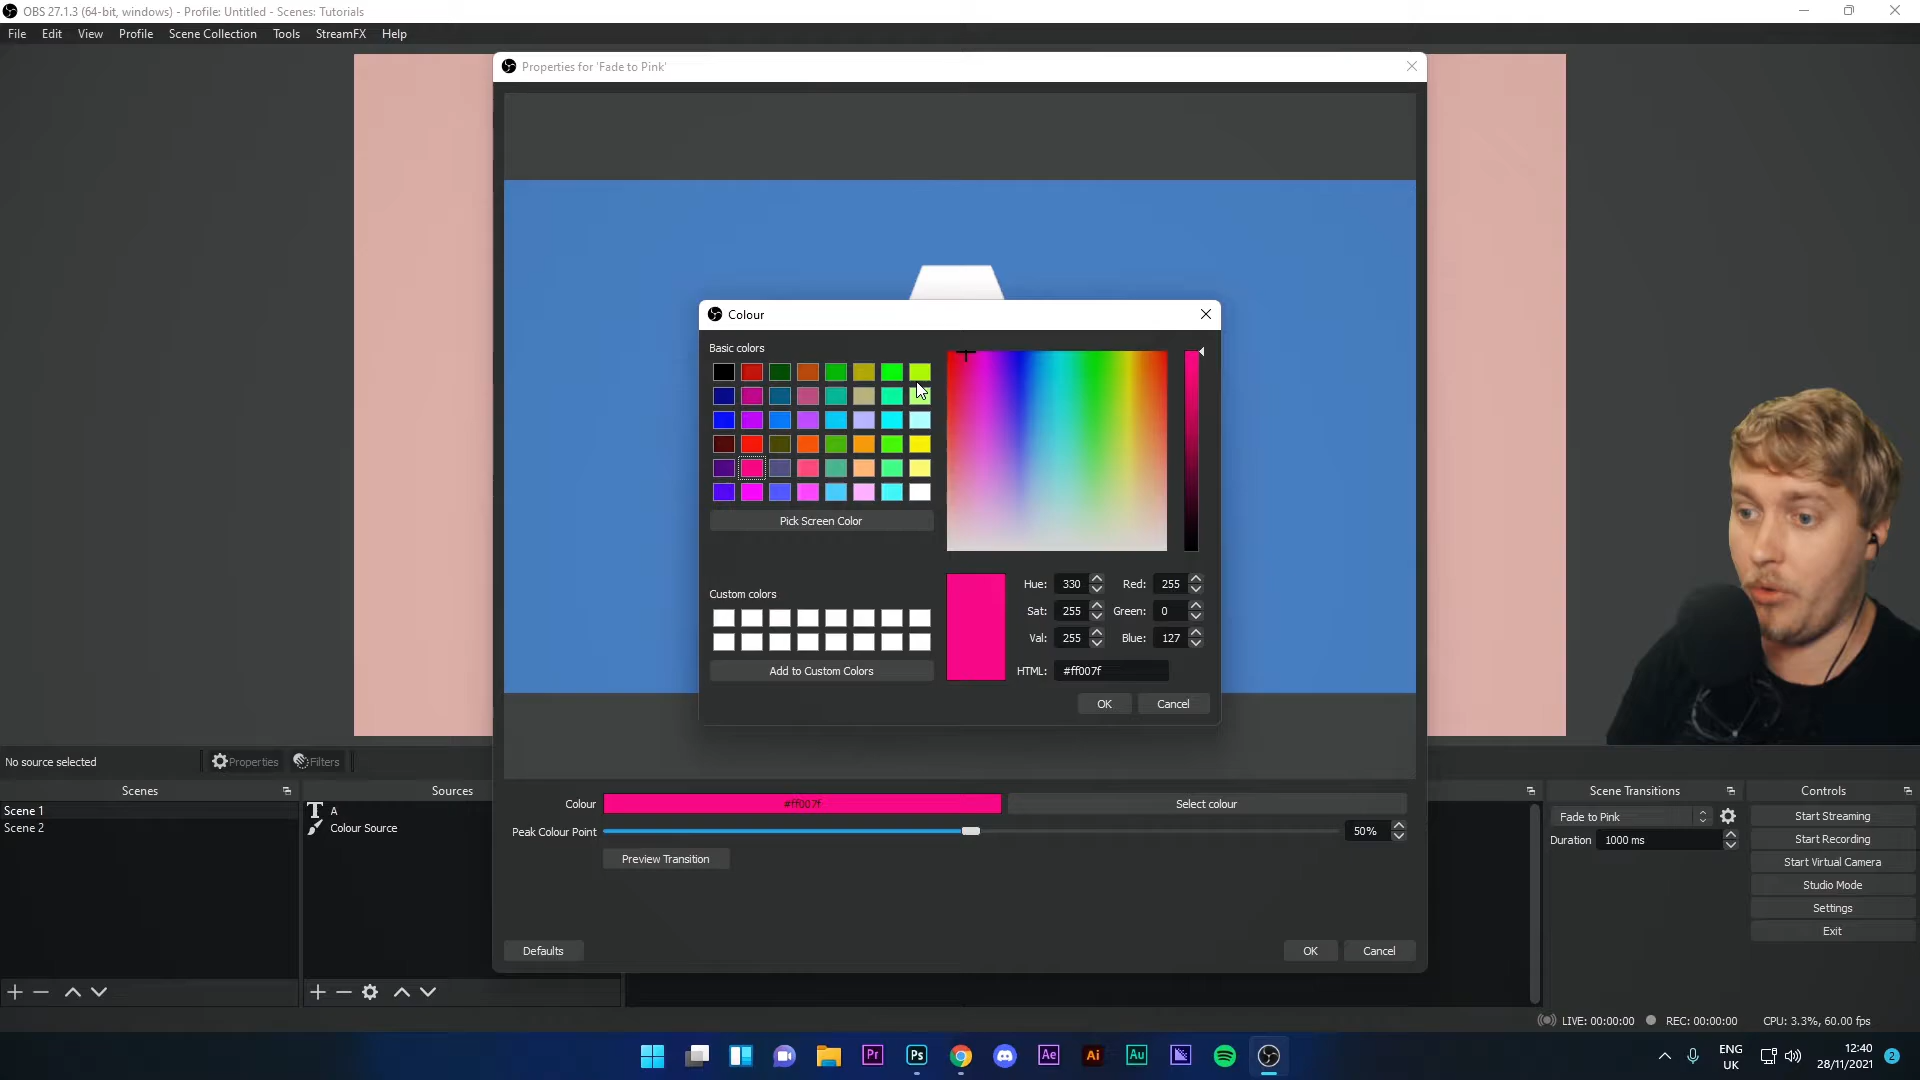 OBS 27.1.3 (64-bit, windows) - Profile: Untitled - Scenes: Tutorials
File Edit View Profile Scene Collection Tools StreamFX Help
Properties for 'Fade to Pink'
Colour
Basic colors
Pick Screen Color
Custom colors
Add to Custom Colors
Hue: 330 Red: 255
Sat: 255 Green: 0
Val: 255 Blue: 127
HTML: #ff007f
OK Cancel
Colour #ff007f Select colour
Peak Colour Point 50%
Preview Transition
Defaults OK Cancel
No source selected Properties Filters
Scenes
Scene 1
Scene 2
Sources
T A
Colour Source
Scene Transitions
Fade to Pink
Duration 1000 ms
Controls
Start Streaming
Start Recording
Start Virtual Camera
Studio Mode
Settings
Exit
LIVE: 00:00:00 REC: 00:00:00 CPU: 3.3%, 60.00 fps
Pr Ps Ae Ai Au
ENG
UK
12:40
28/11/2021
2